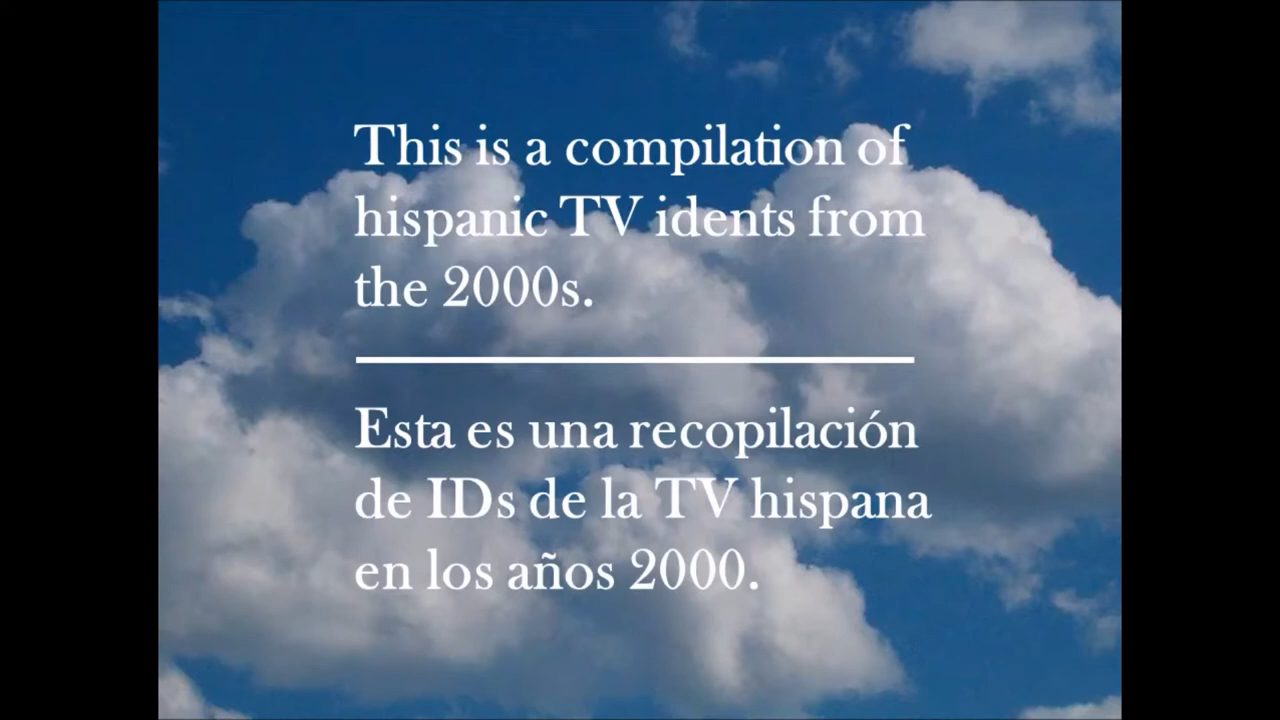 This is a compilation of
hispanic TV idents from
the 2000s.
Esta es una recopilación
de IDs de la TV hispana
en los años 2000.